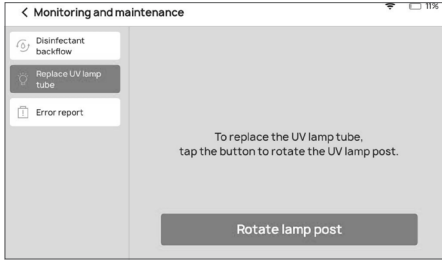 Monitoring and maintenance
11%
Disinfectant
backflow
Replace UV lamp
tube
Error report
To replace the UV lamp tube,
tap the button to rotate the UV lamp post.
Rotate lamp post